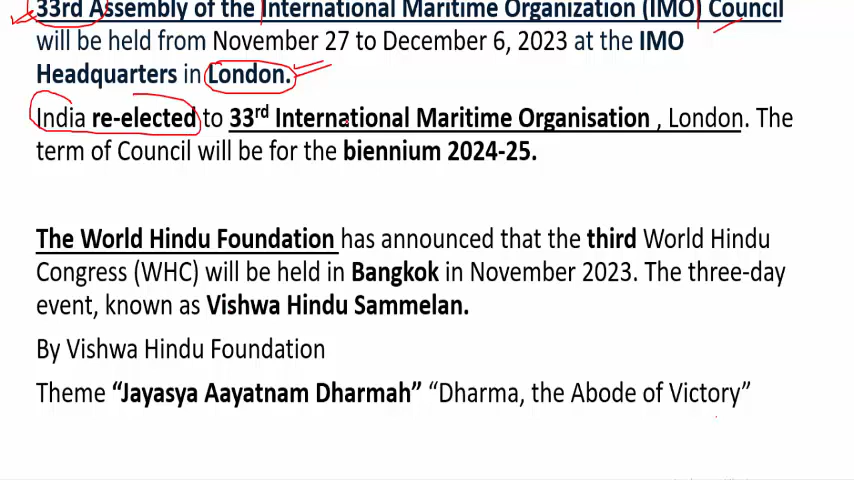 33rd Assembly of the International Maritime Organization (IMO) Council
will be held from November 27 to December 6, 2023 at the IMO
Headquarters in London.
India re-elected to 33rd International Maritime Organisation , London. The
term of Council will be for the biennium 2024-25.
The World Hindu Foundation has announced that the third World Hindu
Congress (WHC) will be held in Bangkok in November 2023. The three-day
event, known as Vishwa Hindu Sammelan.
By Vishwa Hindu Foundation
Theme “Jayasya Aayatnam Dharmah” “Dharma, the Abode of Victory”